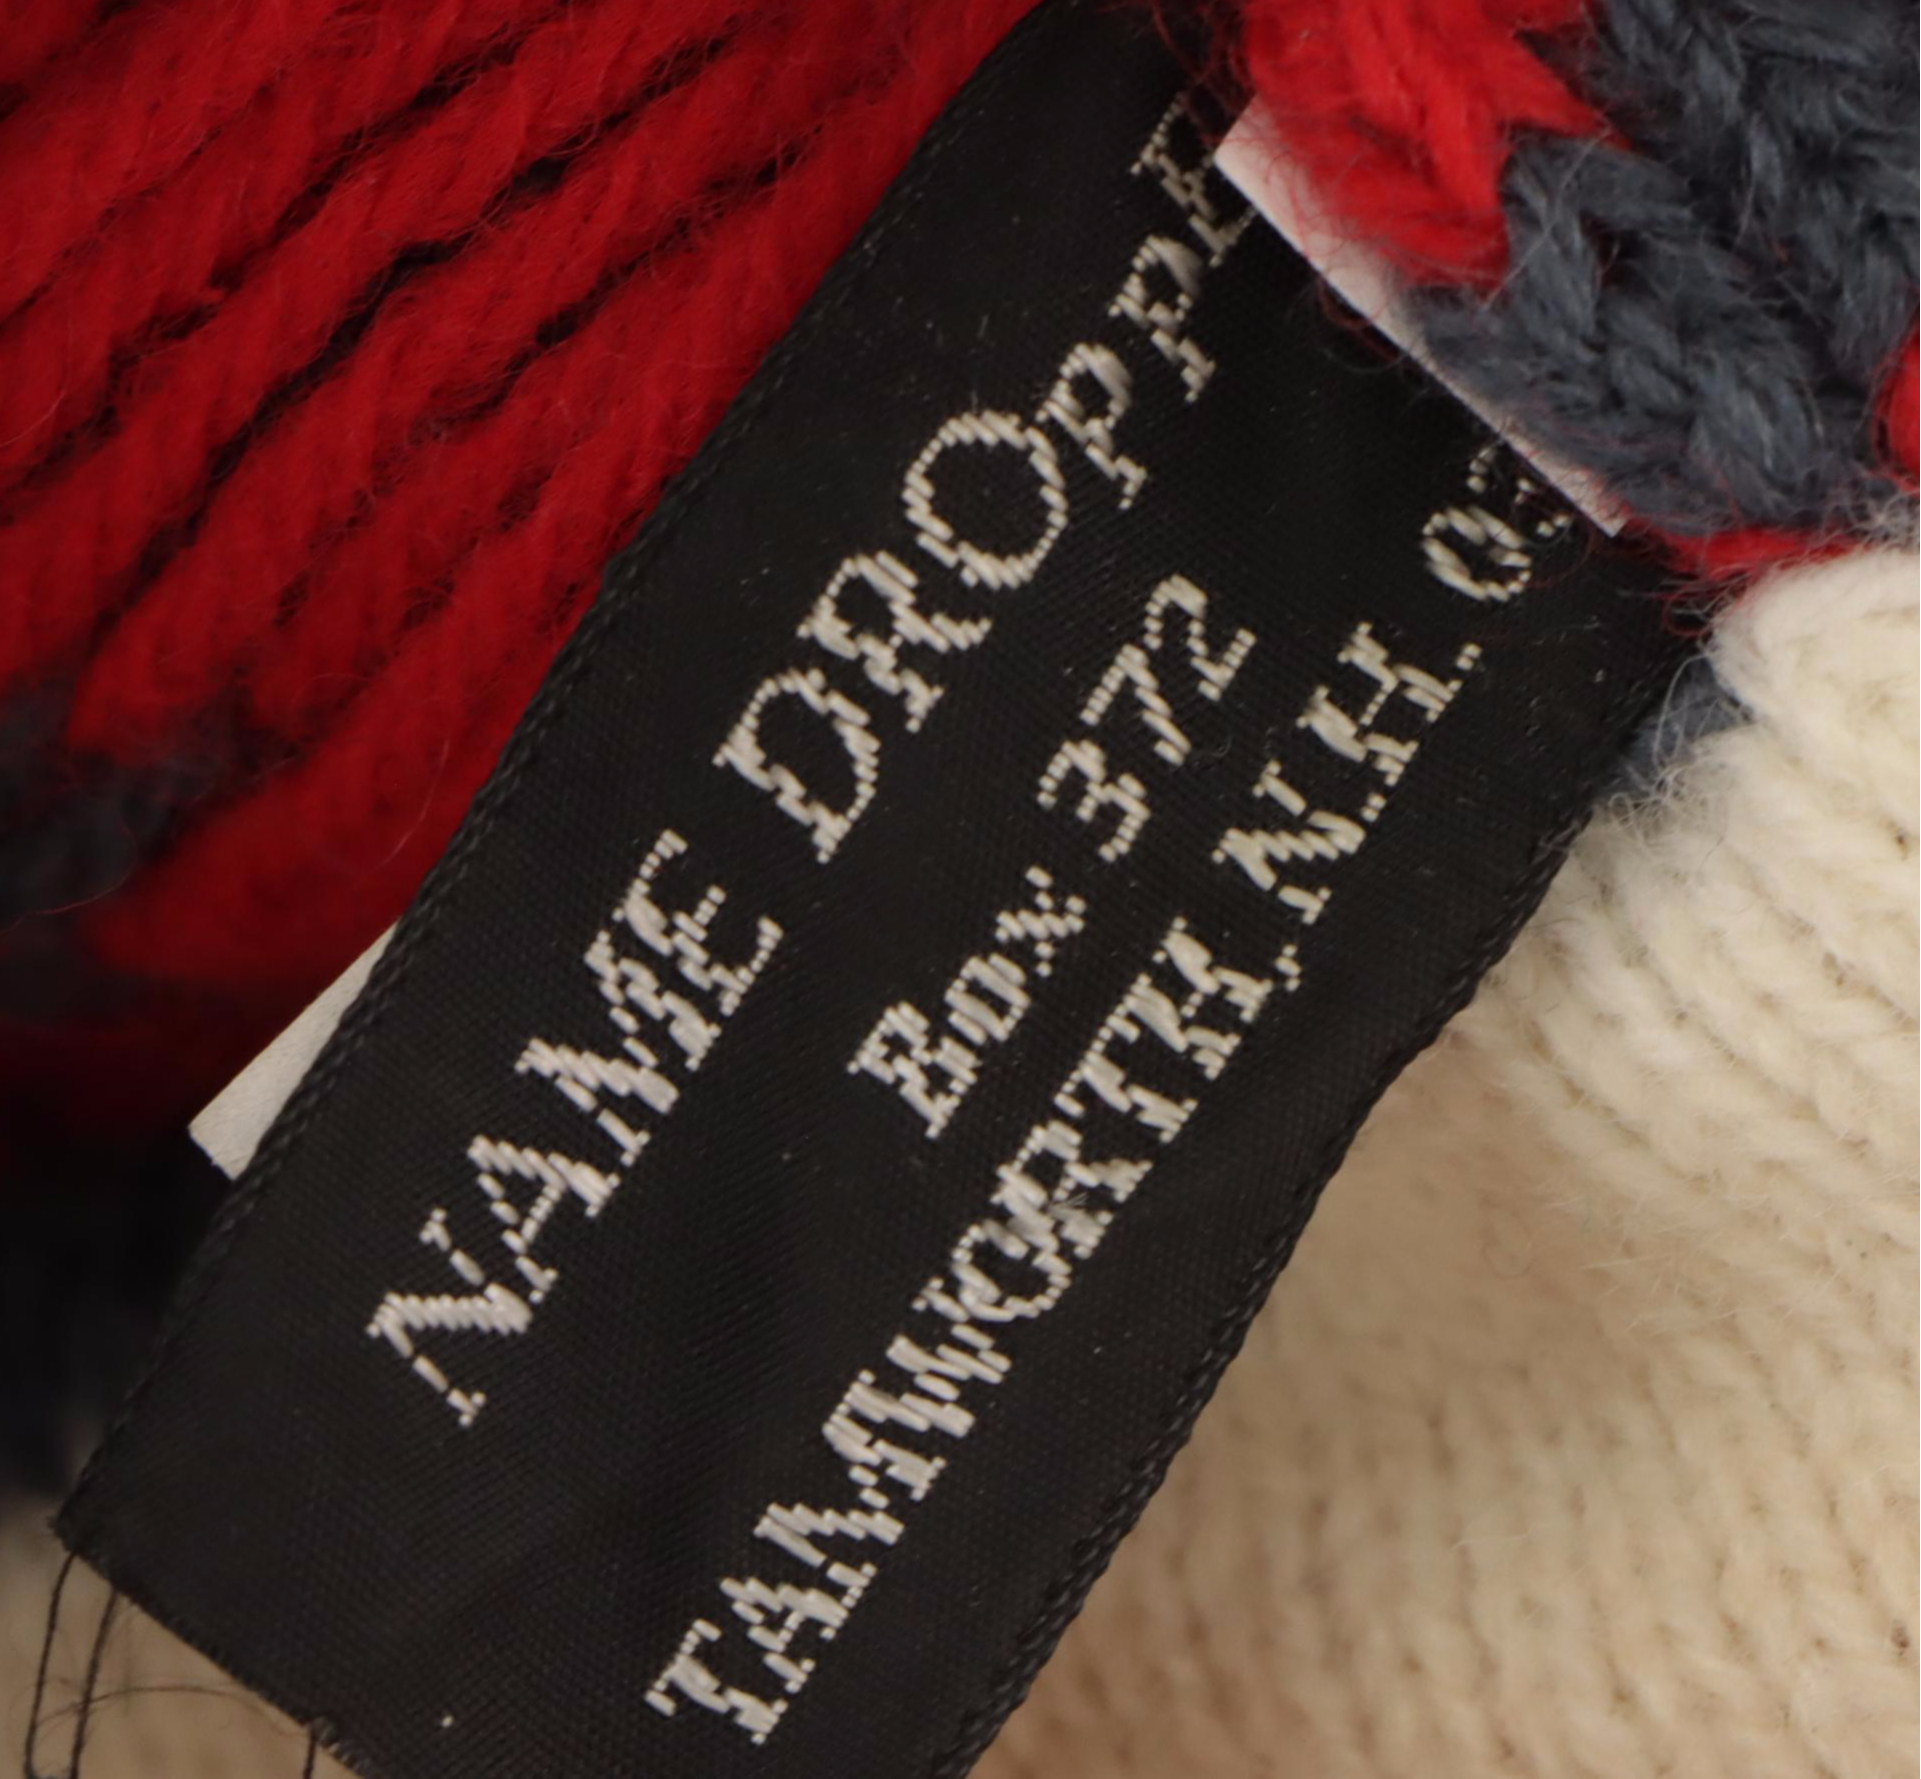 NAME DROppE
Box 372
TAMWORTH, N.H. 03